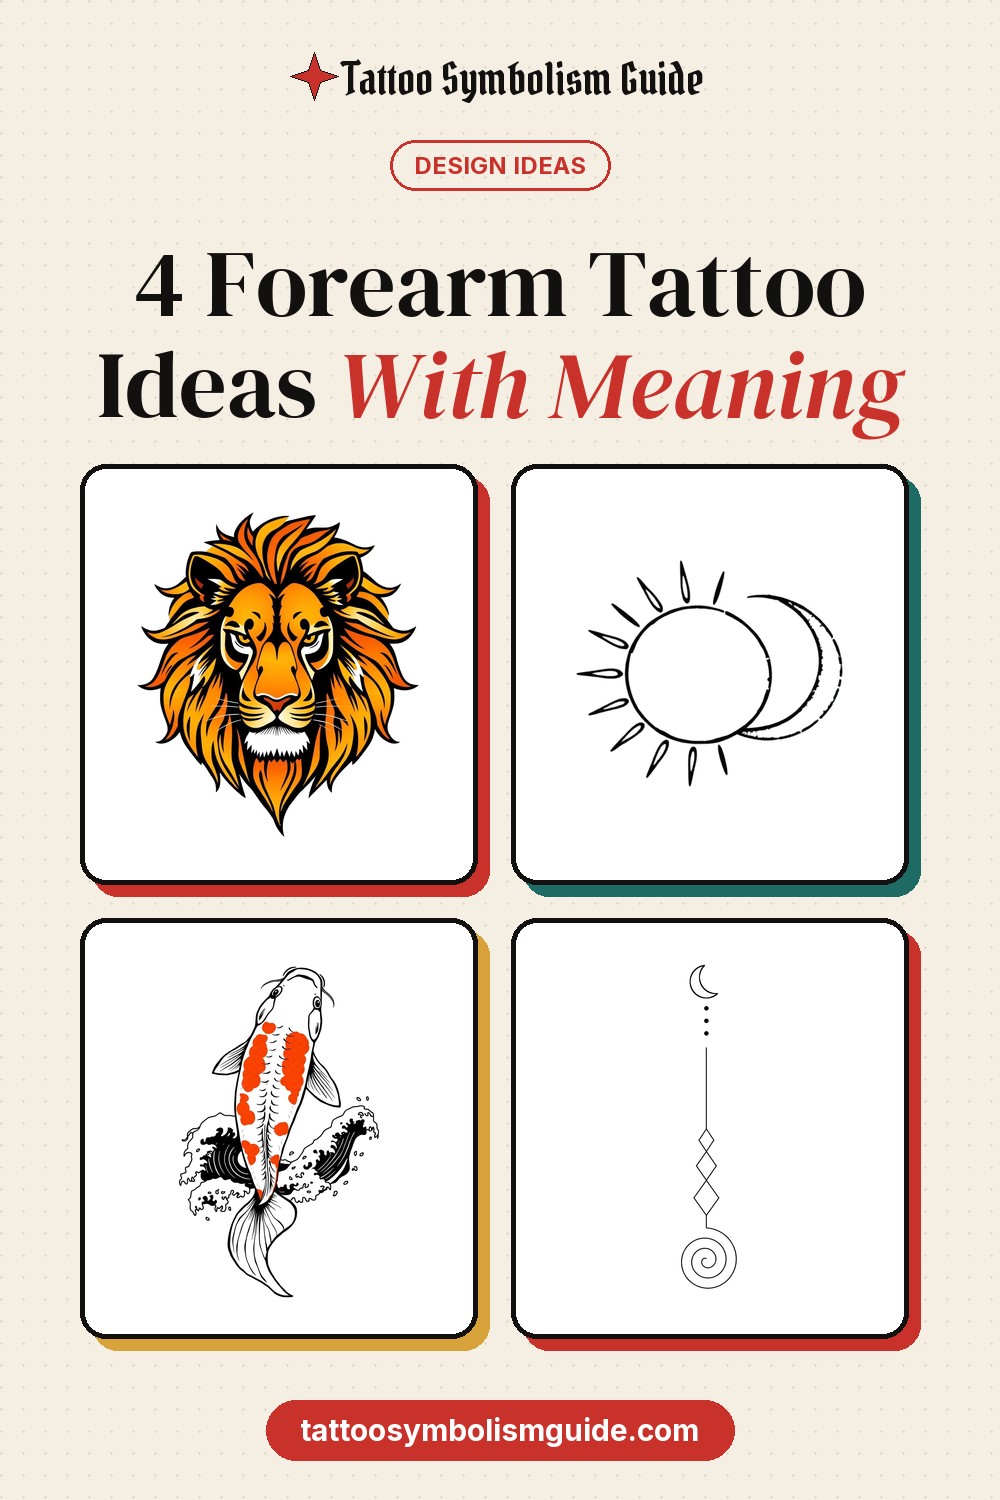 Tattoo Symbolism Guide
DESIGN IDEAS
4 Forearm Tattoo
Ideas With Meaning
tattoosymbolismguide.com